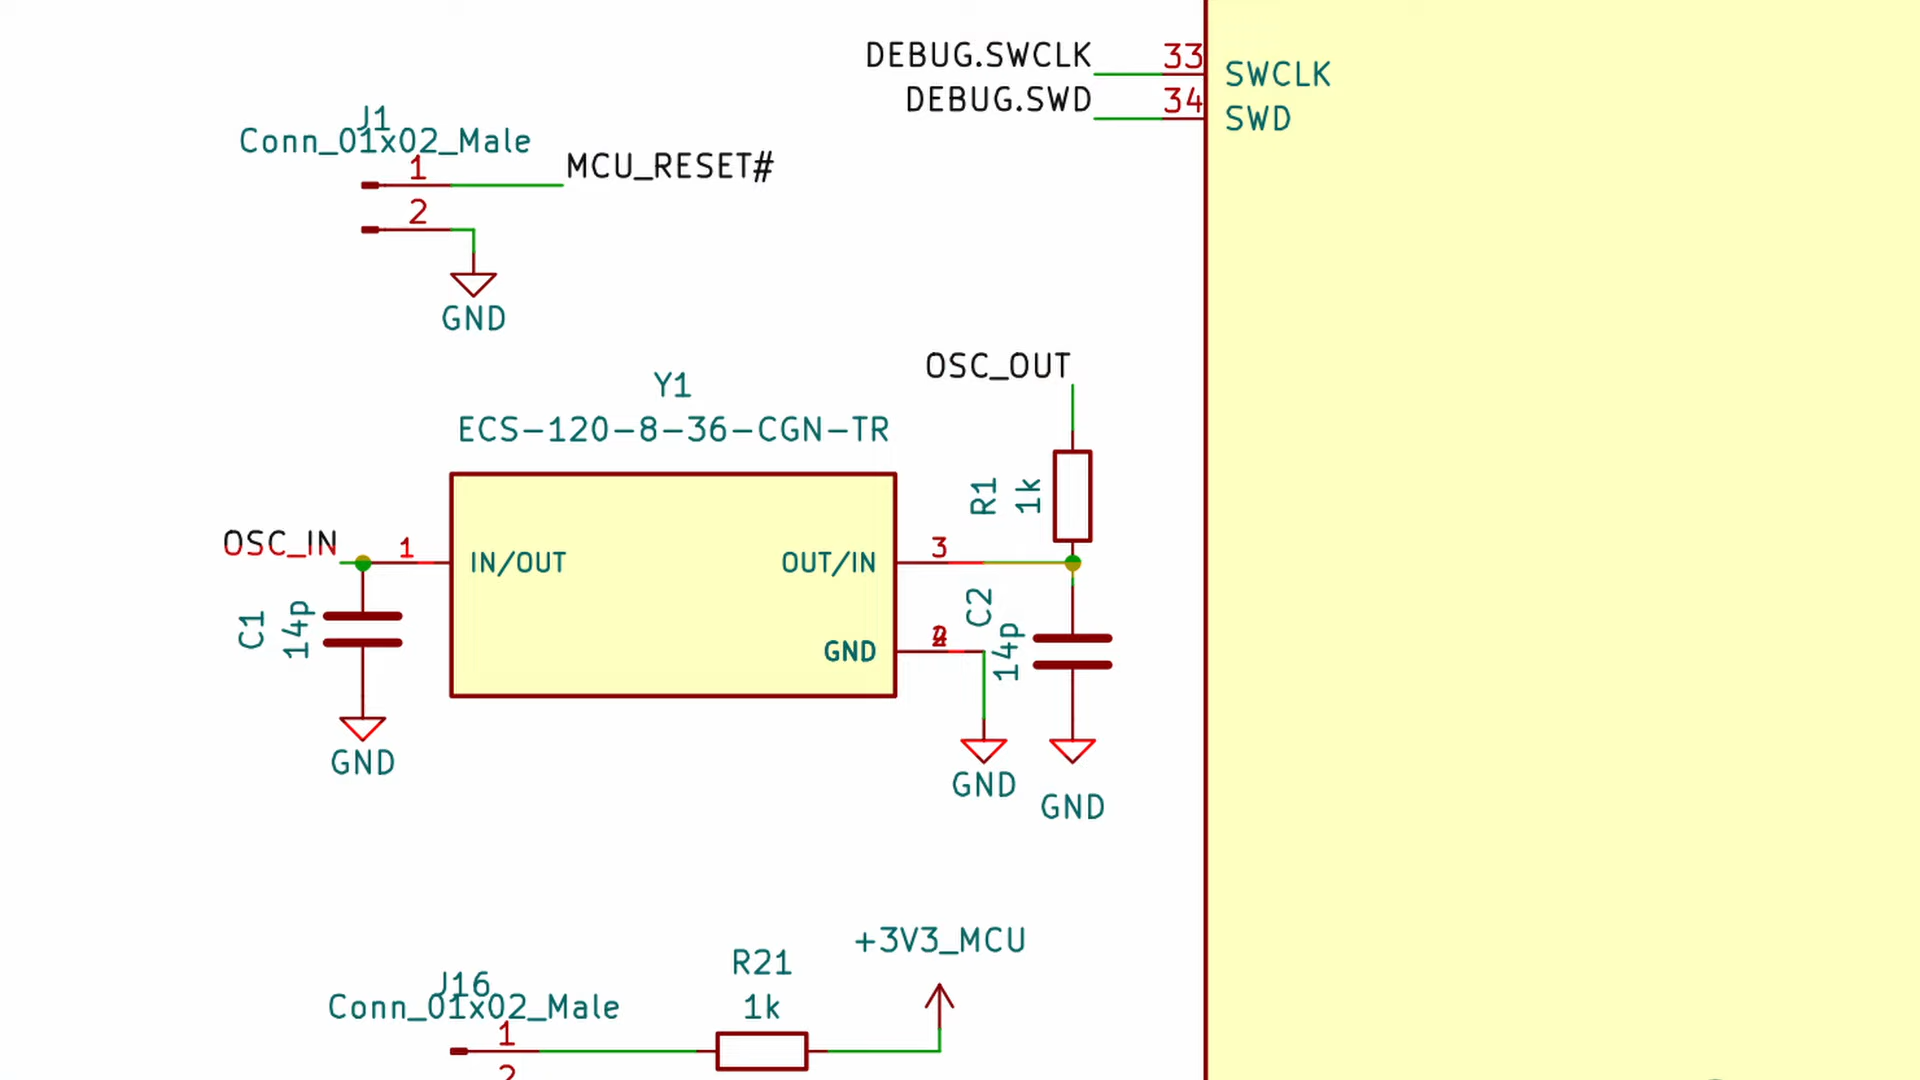 DEBUG.SWCLK 33 SWCLK
DEBUG.SWD 34 SWD
J1
Conn_01x02_Male
1 MCU_RESET#
2
GND
OSC_OUT
Y1
ECS-120-8-36-CGN-TR
R1
1k
OSC_IN 1 IN/OUT OUT/IN 3
C1
14p
C2
14p
GND
GND
GND
GND
+3V3_MCU
R21
1k
J16
Conn_01x02_Male
1
2